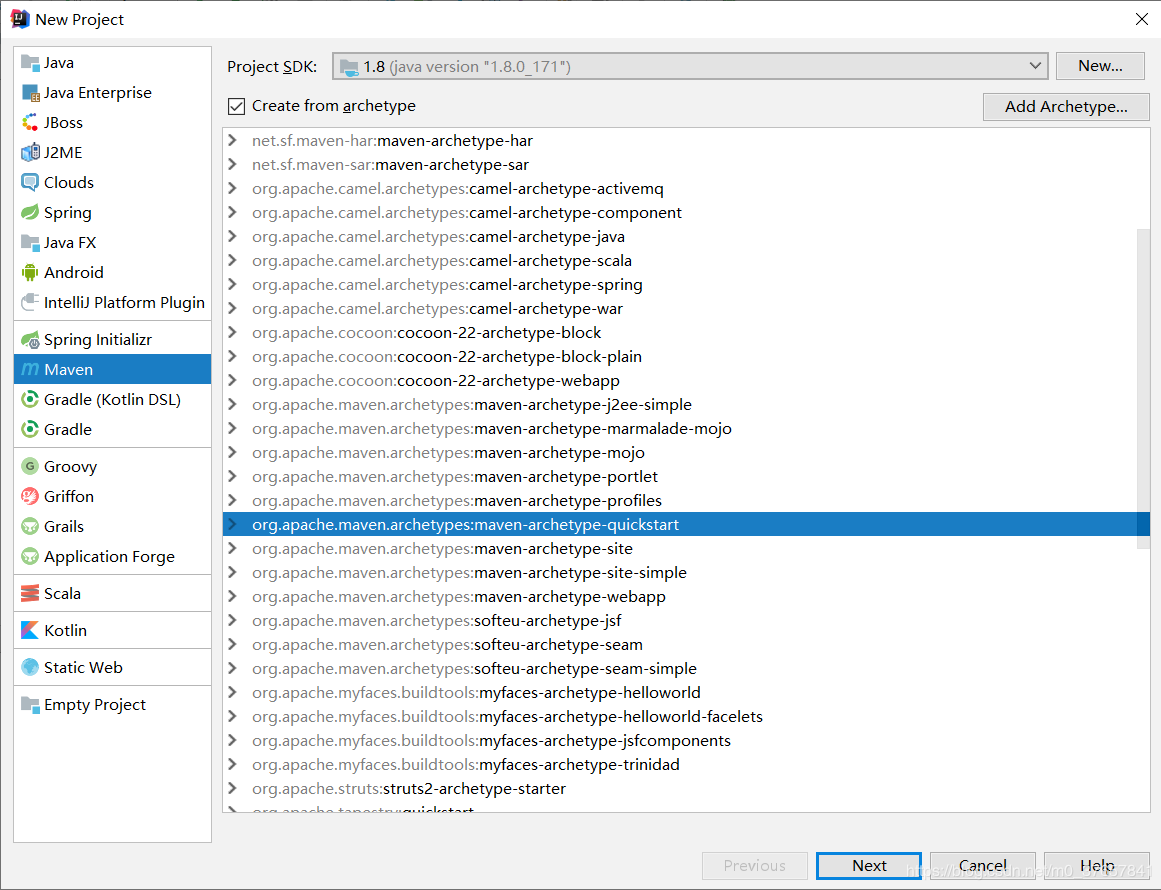 New Project
Java
Java Enterprise
JBoss
J2ME
Clouds
Spring
Java FX
Android
IntelliJ Platform Plugin
Spring Initializr
Maven
Gradle (Kotlin DSL)
Gradle
Groovy
Griffon
Grails
Application Forge
Scala
Kotlin
Static Web
Empty Project
Project SDK: 1.8 (java version "1.8.0_171") New...
Create from archetype Add Archetype...
net.sf.maven-har:maven-archetype-har
net.sf.maven-sar:maven-archetype-sar
org.apache.camel.archetypes:camel-archetype-activemq
org.apache.camel.archetypes:camel-archetype-component
org.apache.camel.archetypes:camel-archetype-java
org.apache.camel.archetypes:camel-archetype-scala
org.apache.camel.archetypes:camel-archetype-spring
org.apache.camel.archetypes:camel-archetype-war
org.apache.cocoon:cocoon-22-archetype-block
org.apache.cocoon:cocoon-22-archetype-block-plain
org.apache.cocoon:cocoon-22-archetype-webapp
org.apache.maven.archetypes:maven-archetype-j2ee-simple
org.apache.maven.archetypes:maven-archetype-marmalade-mojo
org.apache.maven.archetypes:maven-archetype-mojo
org.apache.maven.archetypes:maven-archetype-portlet
org.apache.maven.archetypes:maven-archetype-profiles
org.apache.maven.archetypes:maven-archetype-quickstart
org.apache.maven.archetypes:maven-archetype-site
org.apache.maven.archetypes:maven-archetype-site-simple
org.apache.maven.archetypes:maven-archetype-webapp
org.apache.maven.archetypes:softeu-archetype-jsf
org.apache.maven.archetypes:softeu-archetype-seam
org.apache.maven.archetypes:softeu-archetype-seam-simple
org.apache.myfaces.buildtools:myfaces-archetype-helloworld
org.apache.myfaces.buildtools:myfaces-archetype-helloworld-facelets
org.apache.myfaces.buildtools:myfaces-archetype-jsfcomponents
org.apache.myfaces.buildtools:myfaces-archetype-trinidad
org.apache.struts:struts2-archetype-starter
org.apache.tapestry:quickstart
Previous Next Cancel Help